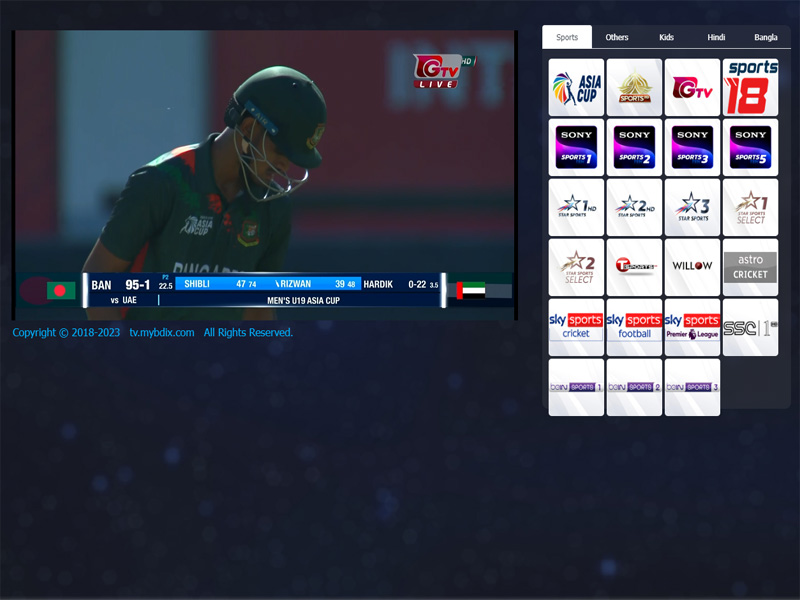 Sports Others Kids Hindi Bangla
INT
GTV HD
LIVE
ASIA CUP
BAN 95-1 P2 22.5 SHIBLI 47 74 RIZWAN 39 48 HARDIK 0-22 3.5
vs UAE MEN'S U19 ASIA CUP
Copyright © 2018-2023 tv.mybdix.com All Rights Reserved.
ASIA CUP
SPORTS
GTV
sports 18
SONY SPORTS 1
SONY SPORTS 2
SONY SPORTS 3
SONY SPORTS 5
STAR SPORTS 1 HD
STAR SPORTS 2 HD
STAR SPORTS 3
STAR SPORTS SELECT 1
STAR SPORTS SELECT 2
T SPORTS
WILLOW
astro CRICKET
sky sports cricket
sky sports football
sky sports Premier League
SSC 1 HD
beIN SPORTS 1
beIN SPORTS 2
beIN SPORTS 3